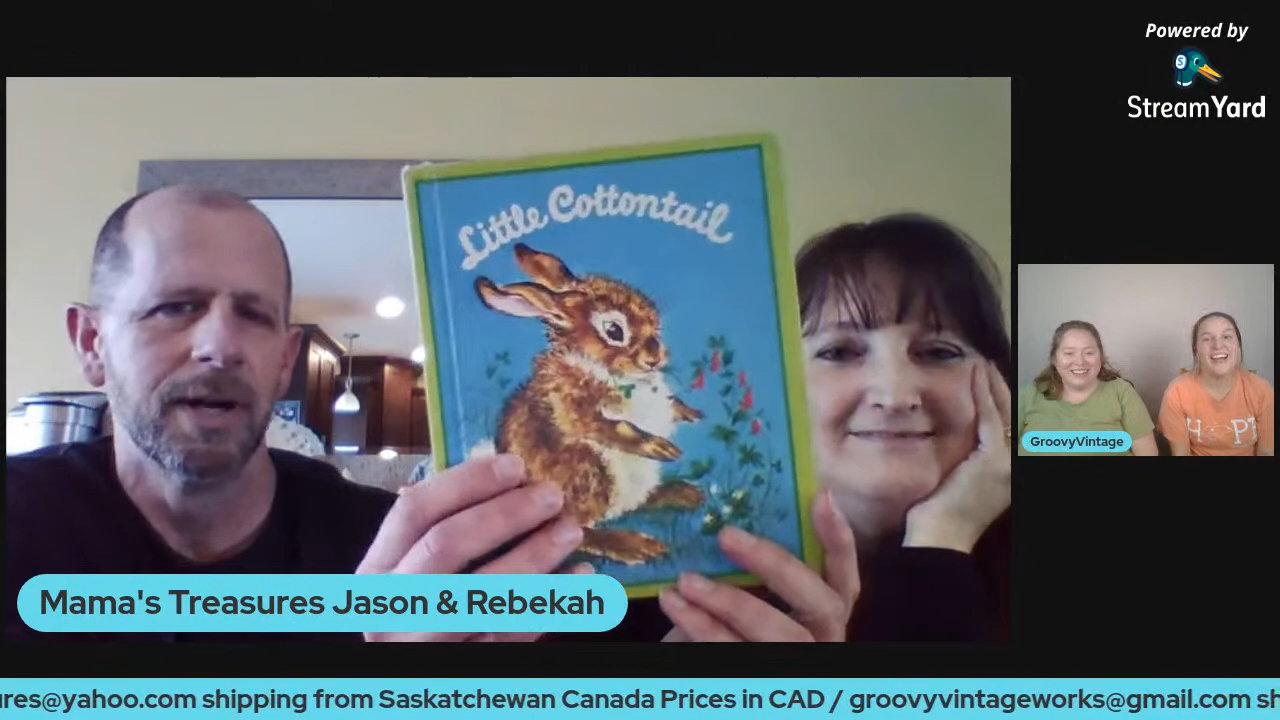 Powered by
StreamYard
Little Cottontail
GroovyVintage
H PE
Mama's Treasures Jason & Rebekah
ures@yahoo.com shipping from Saskatchewan Canada Prices in CAD / groovyvintageworks@gmail.com sh